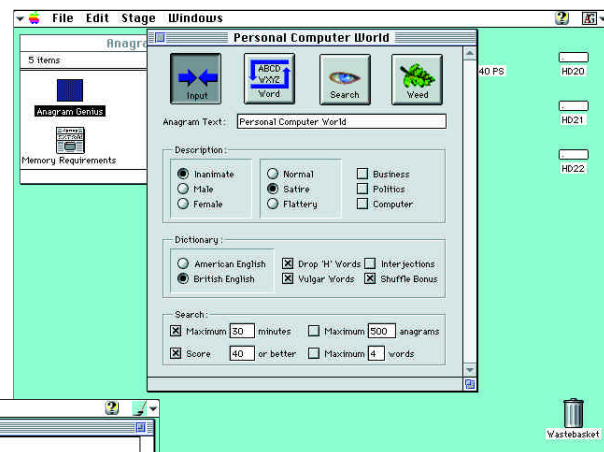 File Edit Stage Windows
Anagra
5 items
Anagram Genius
Memory Requirements
Personal Computer World
Input
ABCD
WXYZ
Word
Search
Weed
Anagram Text: Personal Computer World
Description:
Inanimate Normal Business
Male Satire Politics
Female Flattery Computer
Dictionary:
American English Drop 'H' Words Interjections
British English Vulgar Words Shuffle Bonus
Search:
Maximum 30 minutes Maximum 500 anagrams
Score 40 or better Maximum 4 words
40 PS
HD20
HD21
HD22
Wastebasket